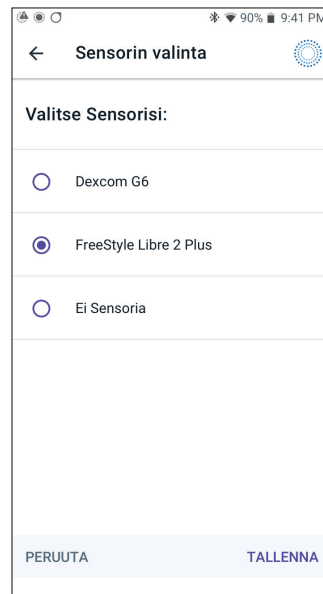 90% 9:41 PM
Sensorin valinta
Valitse Sensorisi:
Dexcom G6
FreeStyle Libre 2 Plus
Ei Sensoria
PERUUTA TALLENNA